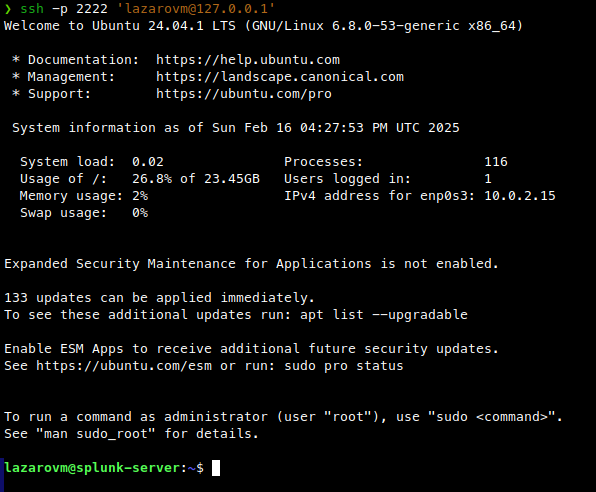 ❯ ssh -p 2222 'lazarovm@127.0.0.1'
Welcome to Ubuntu 24.04.1 LTS (GNU/Linux 6.8.0-53-generic x86_64)
* Documentation:  https://help.ubuntu.com
* Management:     https://landscape.canonical.com
* Support:        https://ubuntu.com/pro
System information as of Sun Feb 16 04:27:53 PM UTC 2025
System load:  0.02               Processes:               116
Usage of /:   26.8% of 23.45GB   Users logged in:         1
Memory usage: 2%                 IPv4 address for enp0s3: 10.0.2.15
Swap usage:   0%
Expanded Security Maintenance for Applications is not enabled.
133 updates can be applied immediately.
To see these additional updates run: apt list --upgradable
Enable ESM Apps to receive additional future security updates.
See https://ubuntu.com/esm or run: sudo pro status
To run a command as administrator (user "root"), use "sudo <command>".
See "man sudo_root" for details.
lazarovm@splunk-server:~$